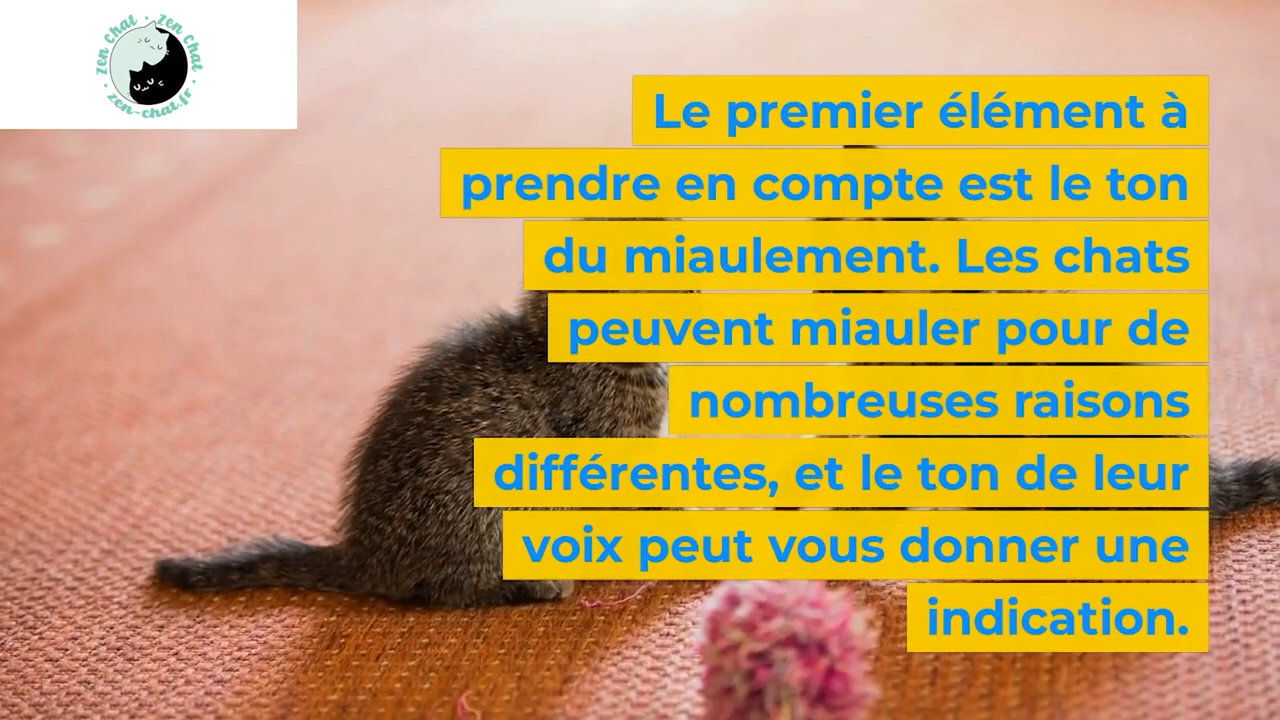 Zen Chat • Zen Chat
• zen-chat.fr •
Le premier élément à
prendre en compte est le ton
du miaulement. Les chats
peuvent miauler pour de
nombreuses raisons
différentes, et le ton de leur
voix peut vous donner une
indication.